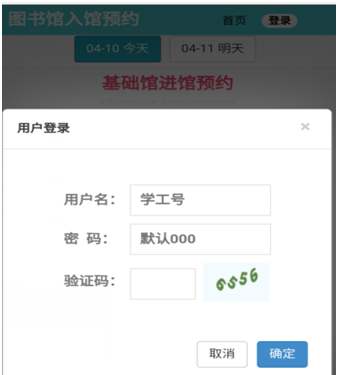 图书馆入馆预约 首页 登录
04-10 今天 04-11 明天
基础馆进馆预约
用户登录 ×
用户名： 学工号
密 码： 默认000
验证码： 6s56
取消 确定